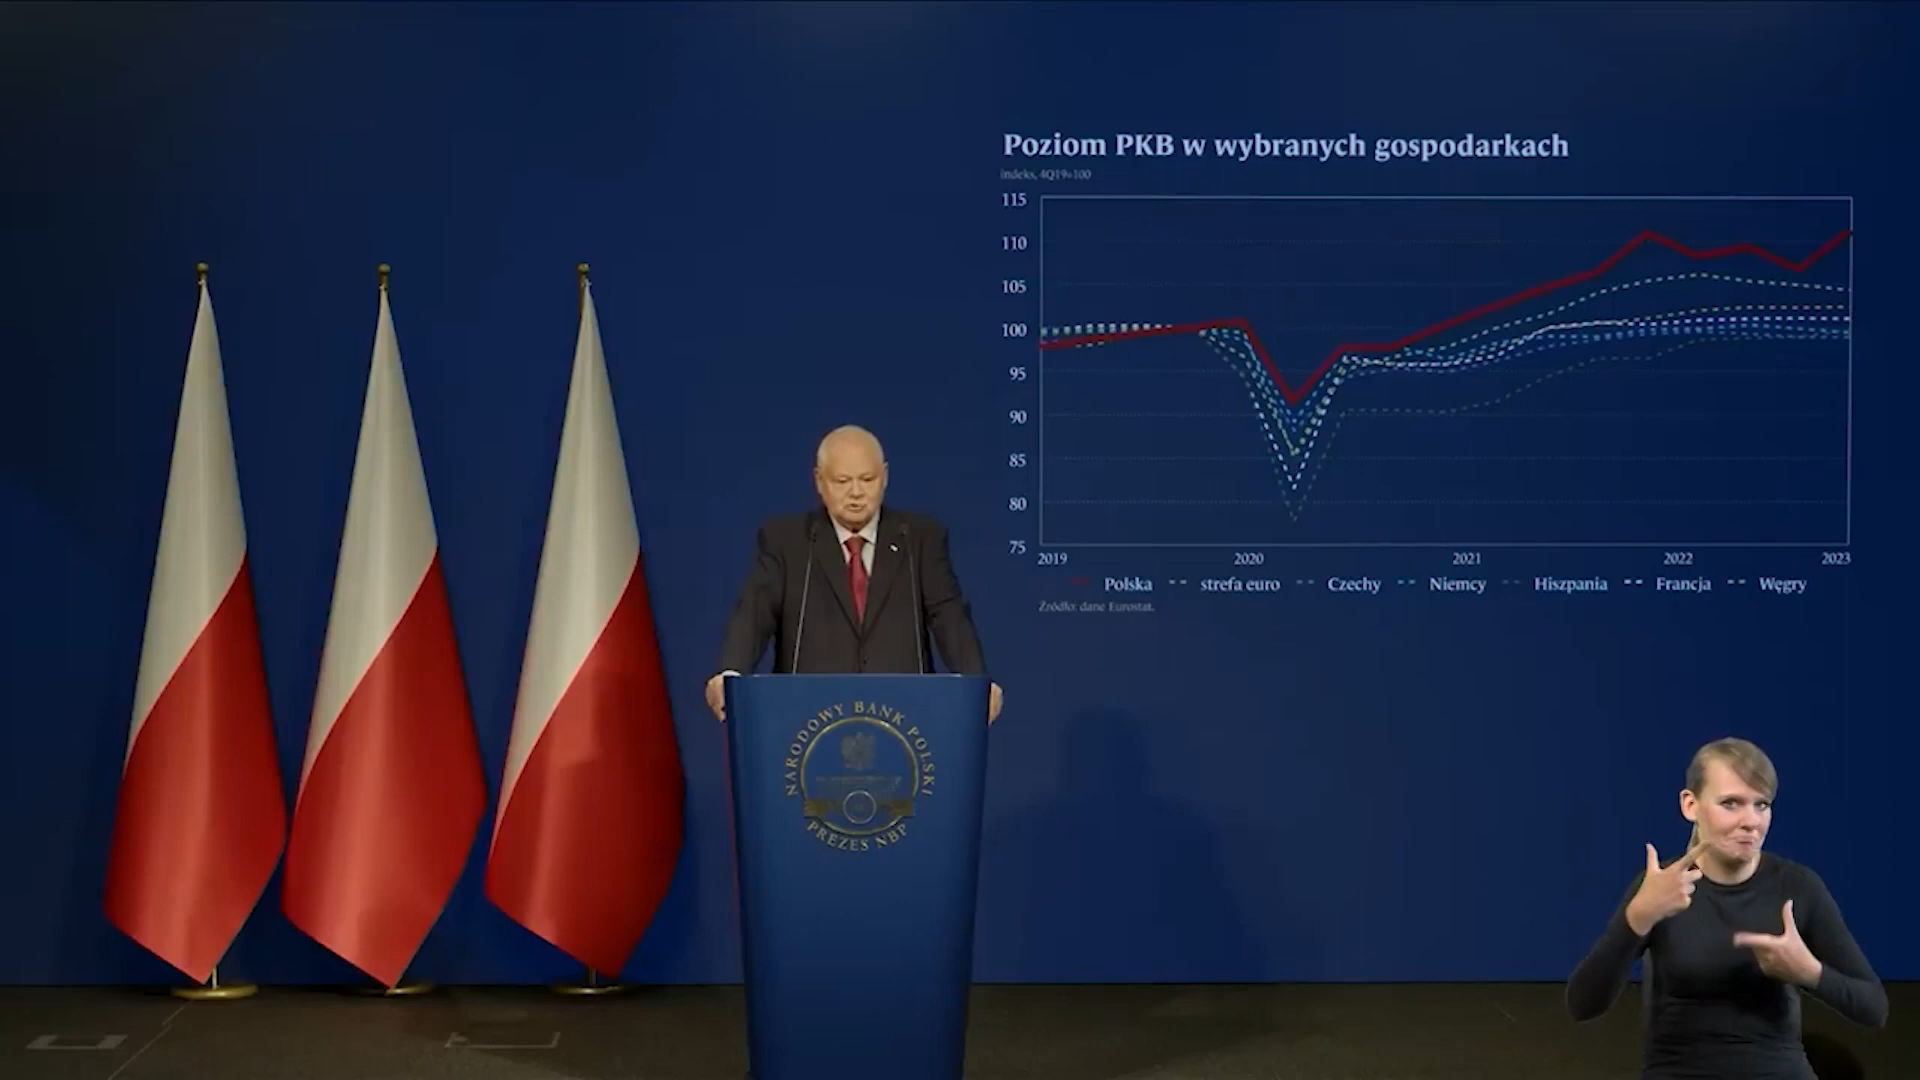 Poziom PKB w wybranych gospodarkach
indeks, 4Q19=100
115
110
105
100
95
90
85
80
75
2019 2020 2021 2022 2023
Polska strefa euro Czechy Niemcy Hiszpania Francja Węgry
Źródło: dane Eurostat.
NARODOWY BANK POLSKI
PREZES NBP